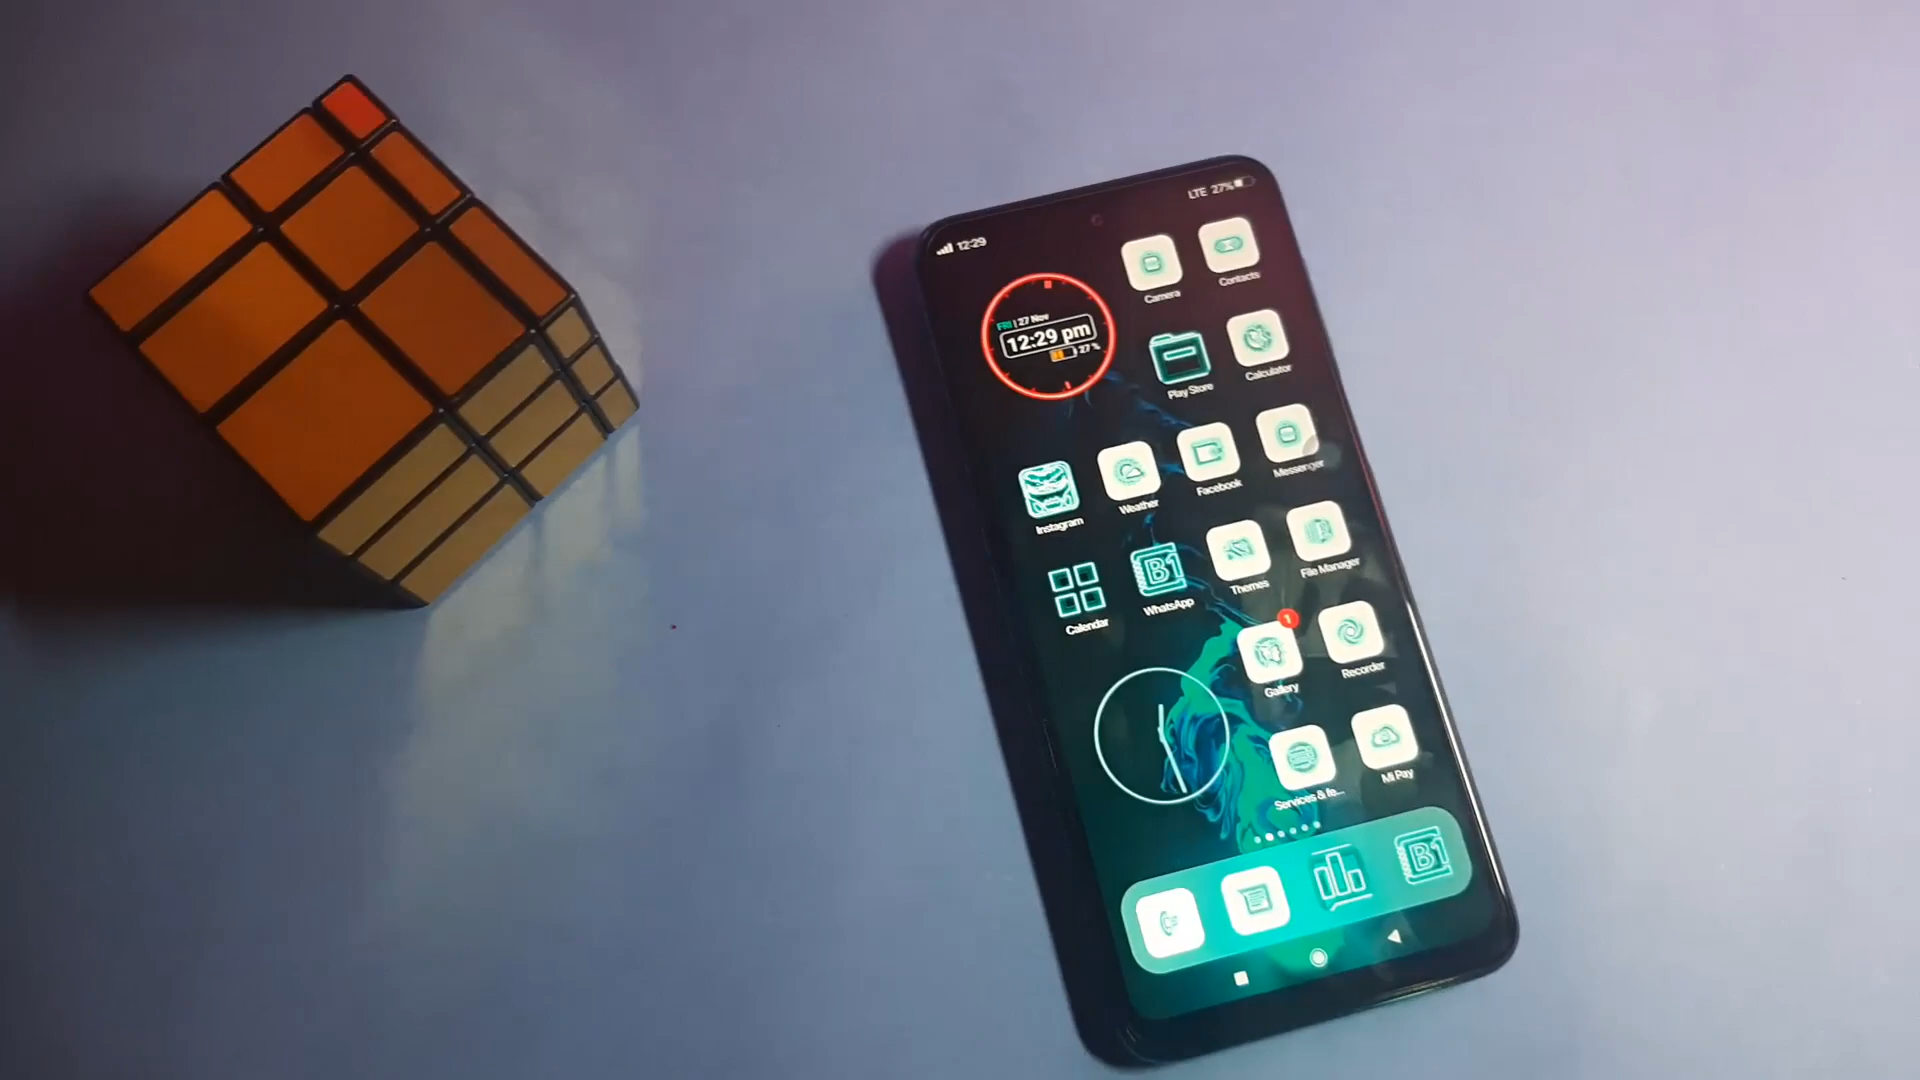 12:29
LTE 27%
FRI | 27 Nov
12:29 pm
27 %
Camera
Contacts
Play Store
Calculator
Instagram
Weather
Facebook
Messenger
Calendar
B1
WhatsApp
Themes
File Manager
1
Gallery
Recorder
Services & fe...
Mi Pay
B1